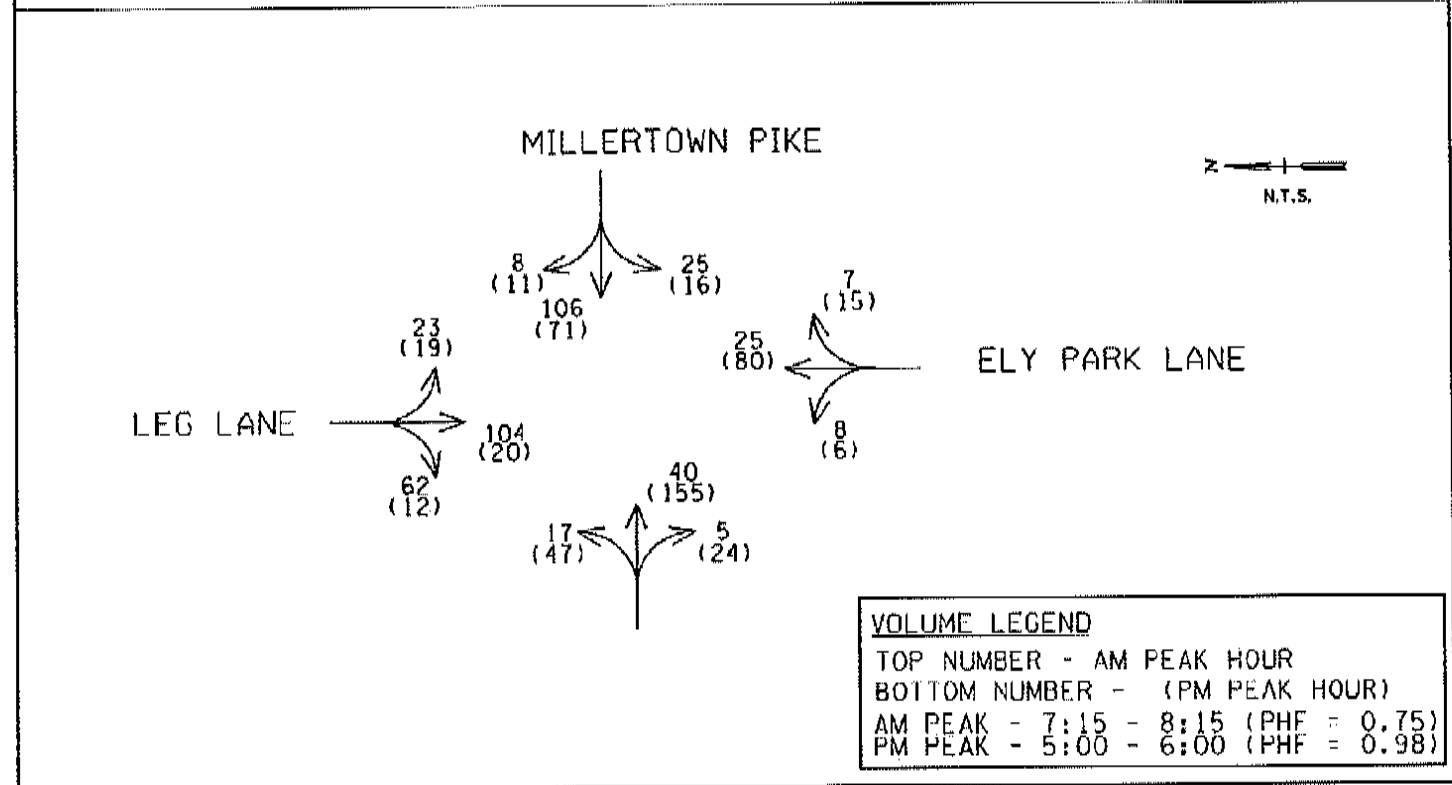 MILLERTOWN PIKE
N
N.T.S.
8
(11)
106
(71)
25
(16)
7
(15)
23
(19)
25
(80)
ELY PARK LANE
LEG LANE
104
(20)
8
(6)
62
(12)
40
(155)
17
(47)
5
(24)
VOLUME LEGEND
TOP NUMBER - AM PEAK HOUR
BOTTOM NUMBER - (PM PEAK HOUR)
AM PEAK - 7:15 - 8:15 (PHF = 0.75)
PM PEAK - 5:00 - 6:00 (PHF = 0.98)